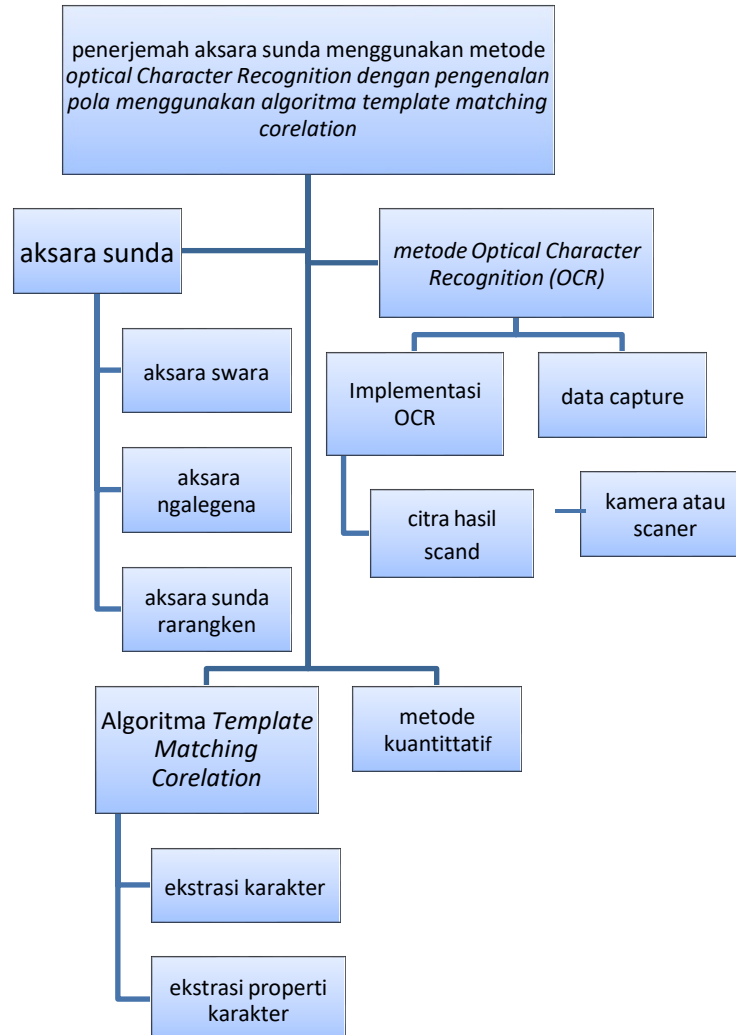 penerjemah aksara sunda menggunakan metode
optical Character Recognition dengan pengenalan
pola menggunakan algoritma template matching
corelation
aksara sunda
metode Optical Character
Recognition (OCR)
aksara swara
Implementasi
OCR
data capture
aksara
ngalegena
citra hasil
scand
kamera atau
scaner
aksara sunda
rarangken
Algoritma Template
Matching
Corelation
metode
kuantittatif
ekstrasi karakter
ekstrasi properti
karakter